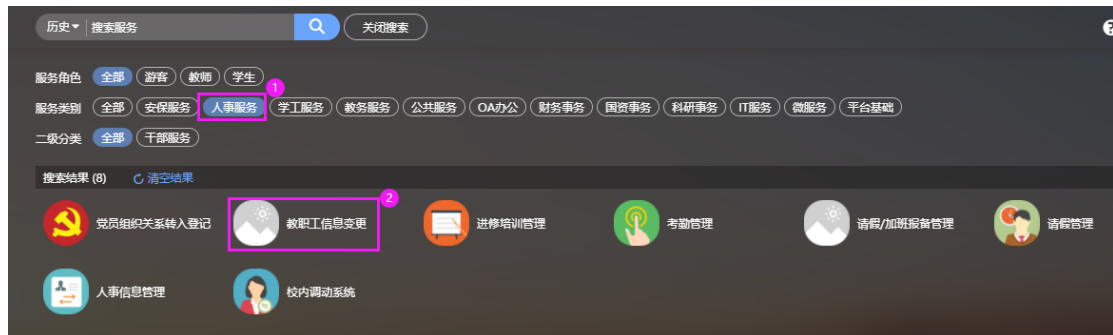 历史 搜索服务 关闭搜索 ?
服务角色 全部 游客 教师 学生
1
服务类别 全部 安保服务 人事服务 学工服务 教务服务 公共服务 OA办公 财务事务 国资事务 科研事务 IT服务 微服务 平台基础
二级分类 全部 干部服务
搜索结果 (8) 清空结果
2
党员组织关系转入登记 教职工信息变更 进修培训管理 考勤管理 请假/加班报备管理 请假管理
人事信息管理 校内调动系统